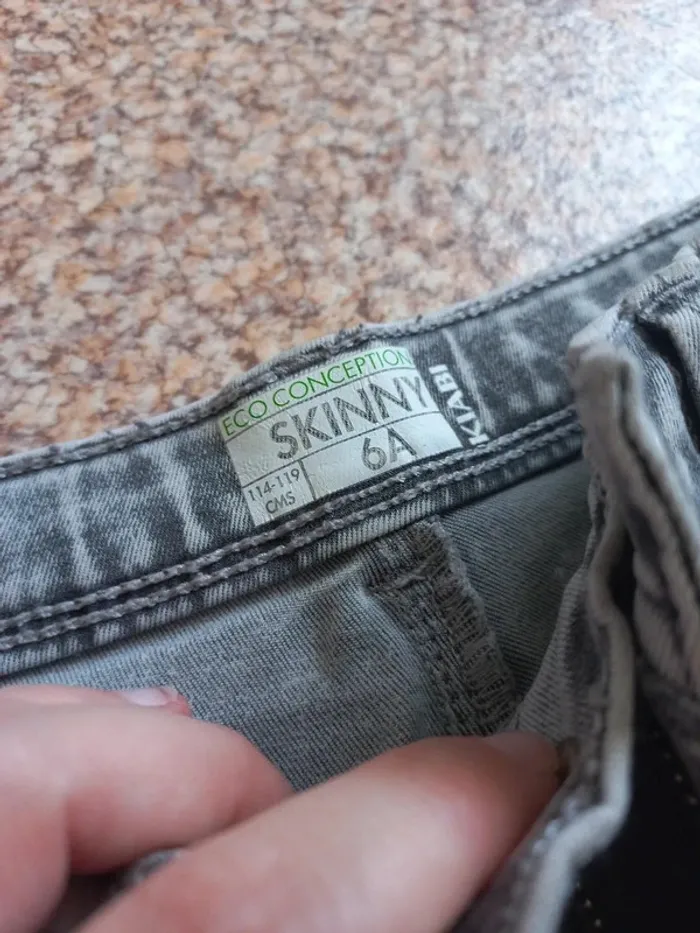 ECO CONCEPTION
SKINNY
6A
114-119
CMS
KIABI